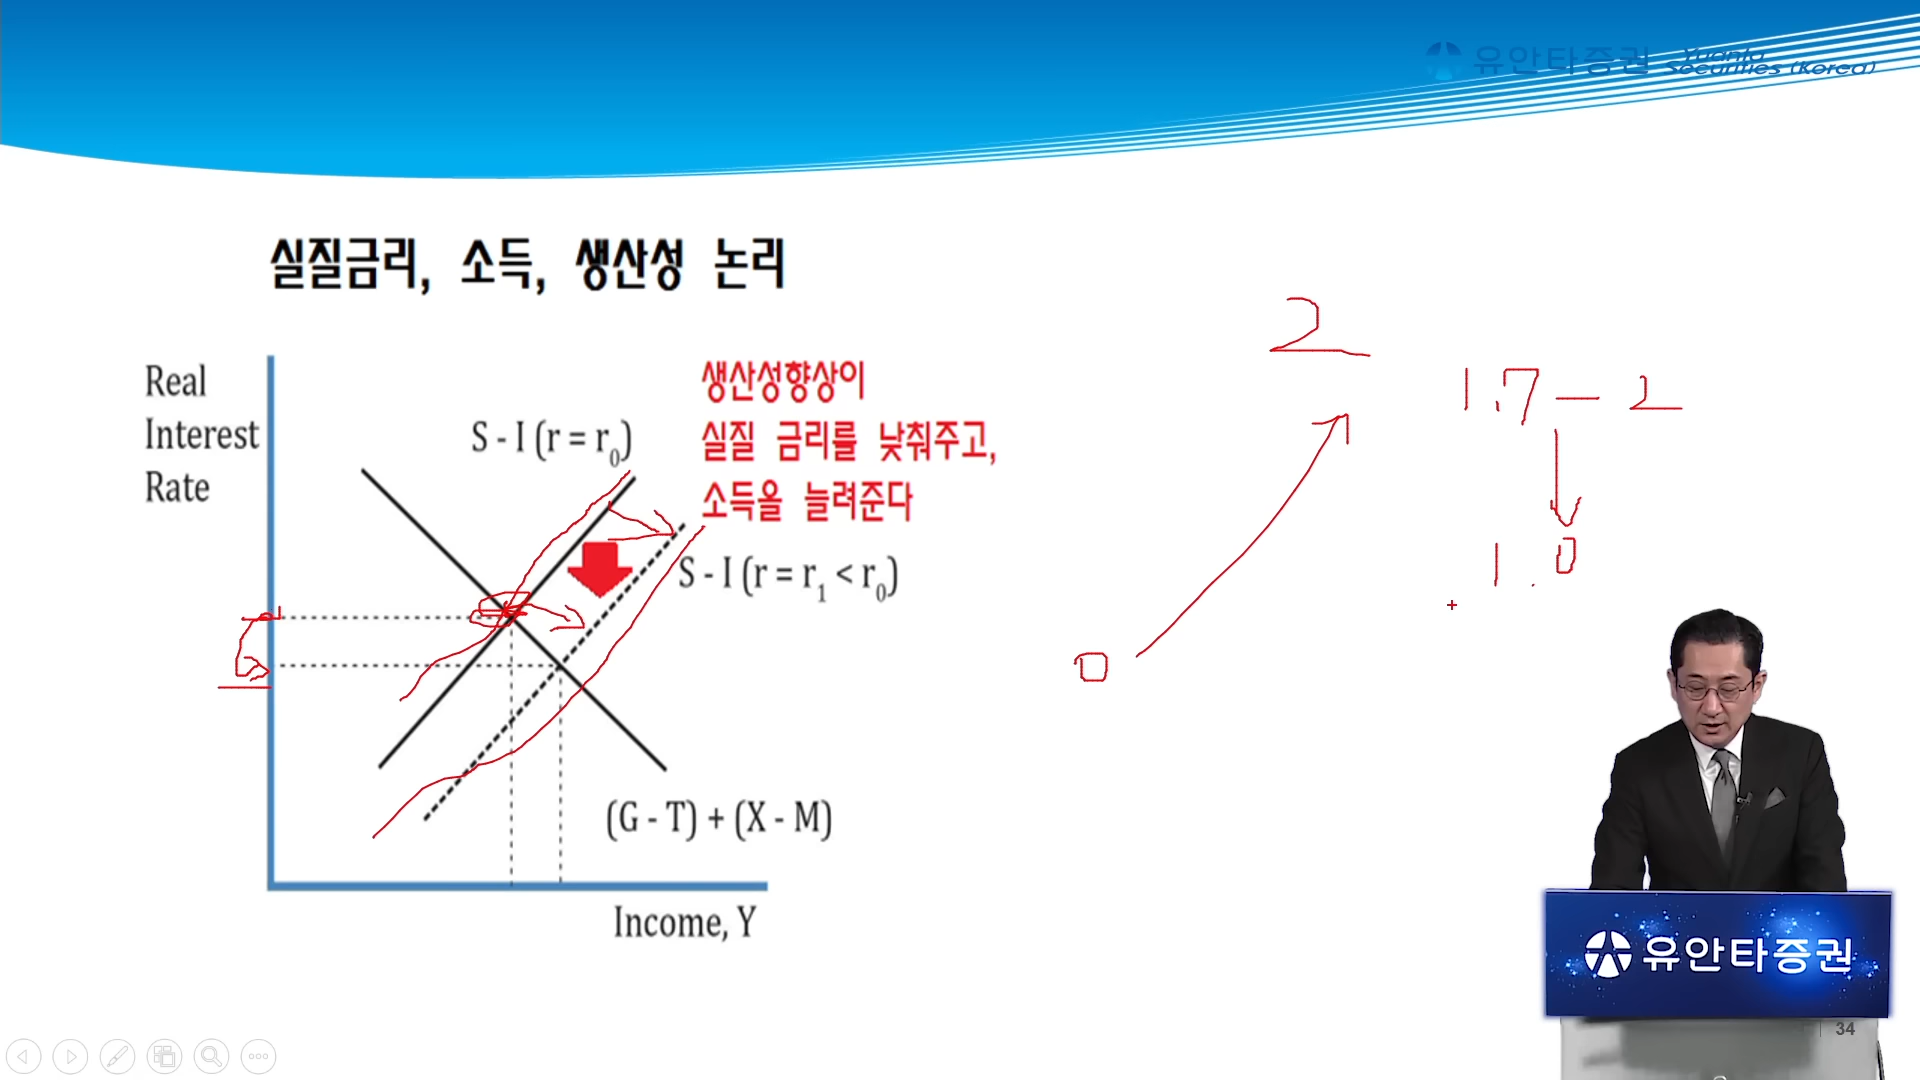 유안타증권 Yuanta Securities (Korea)
실질금리, 소득, 생산성 논리
Real
Interest
Rate
S - I (r = r₀)
생산성향상이
실질 금리를 낮춰주고,
소득을 늘려준다
S - I (r = r₁ < r₀)
(G - T) + (X - M)
Income, Y
2
1.7 - 2
1.0
0
유안타증권
34